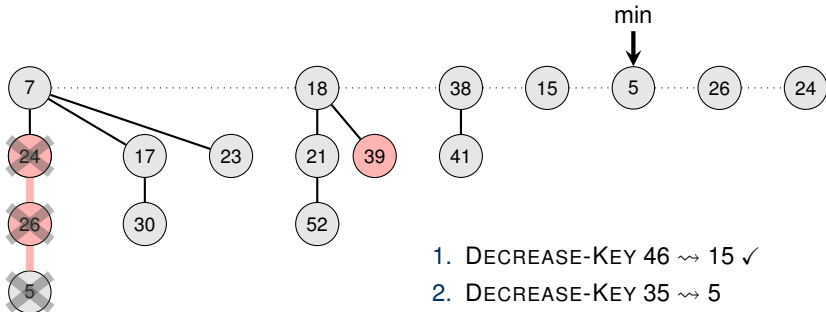 min
7 18 38 15 5 26 24
24 17 23 21 39 41
26 30 52
5
1. DECREASE-KEY 46 ⇝ 15 ✓
2. DECREASE-KEY 35 ⇝ 5